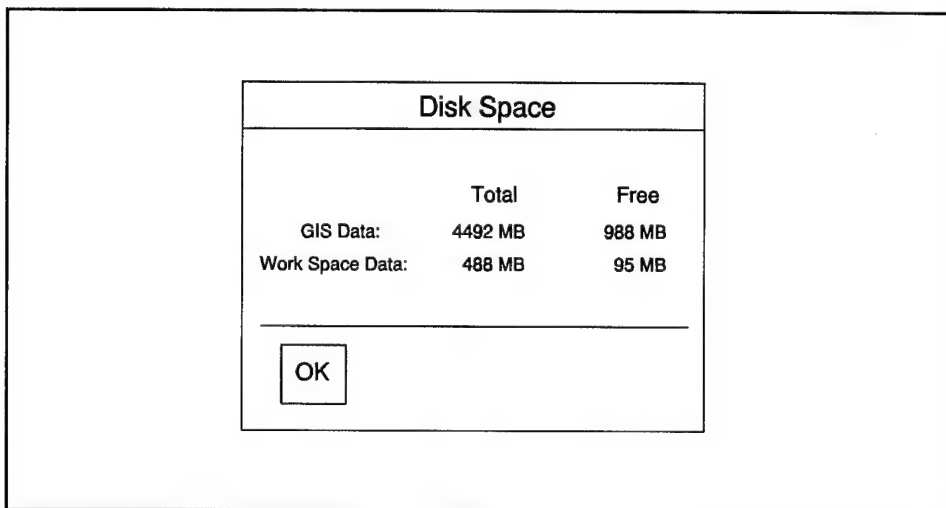 Disk Space
Total Free
GIS Data: 4492 MB 988 MB
Work Space Data: 488 MB 95 MB
OK